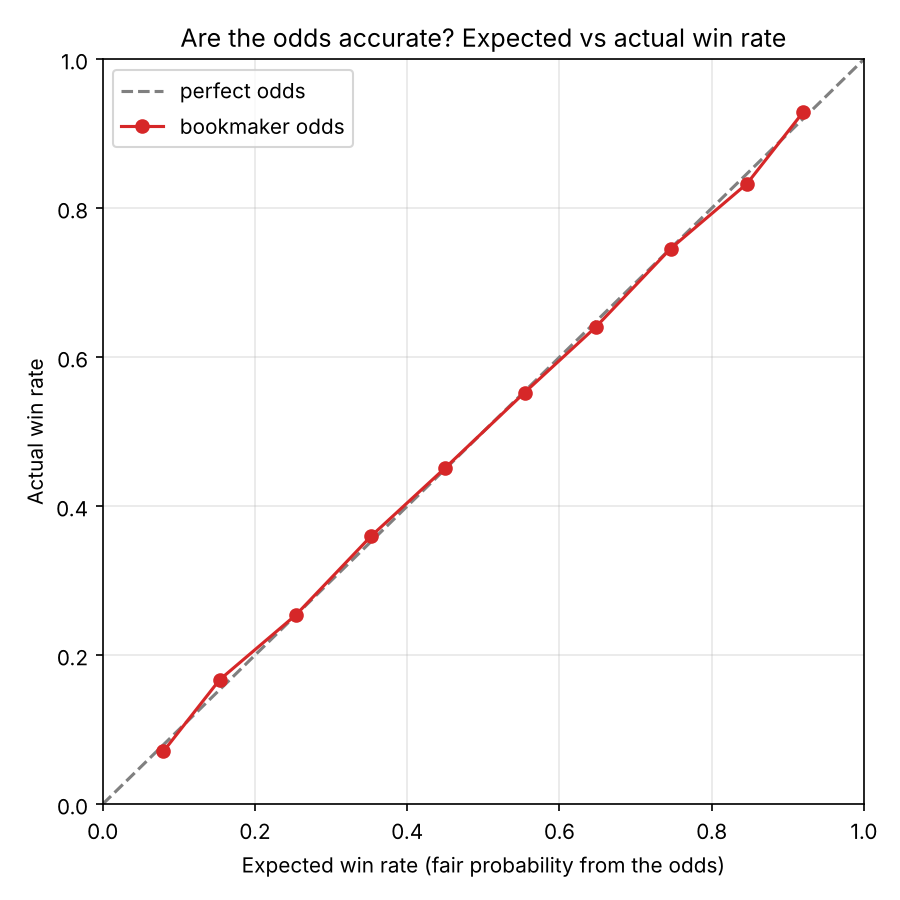 Are the odds accurate? Expected vs actual win rate
perfect odds
bookmaker odds
1.0
0.8
0.6
0.4
0.2
0.0
Actual win rate
0.0 0.2 0.4 0.6 0.8 1.0
Expected win rate (fair probability from the odds)